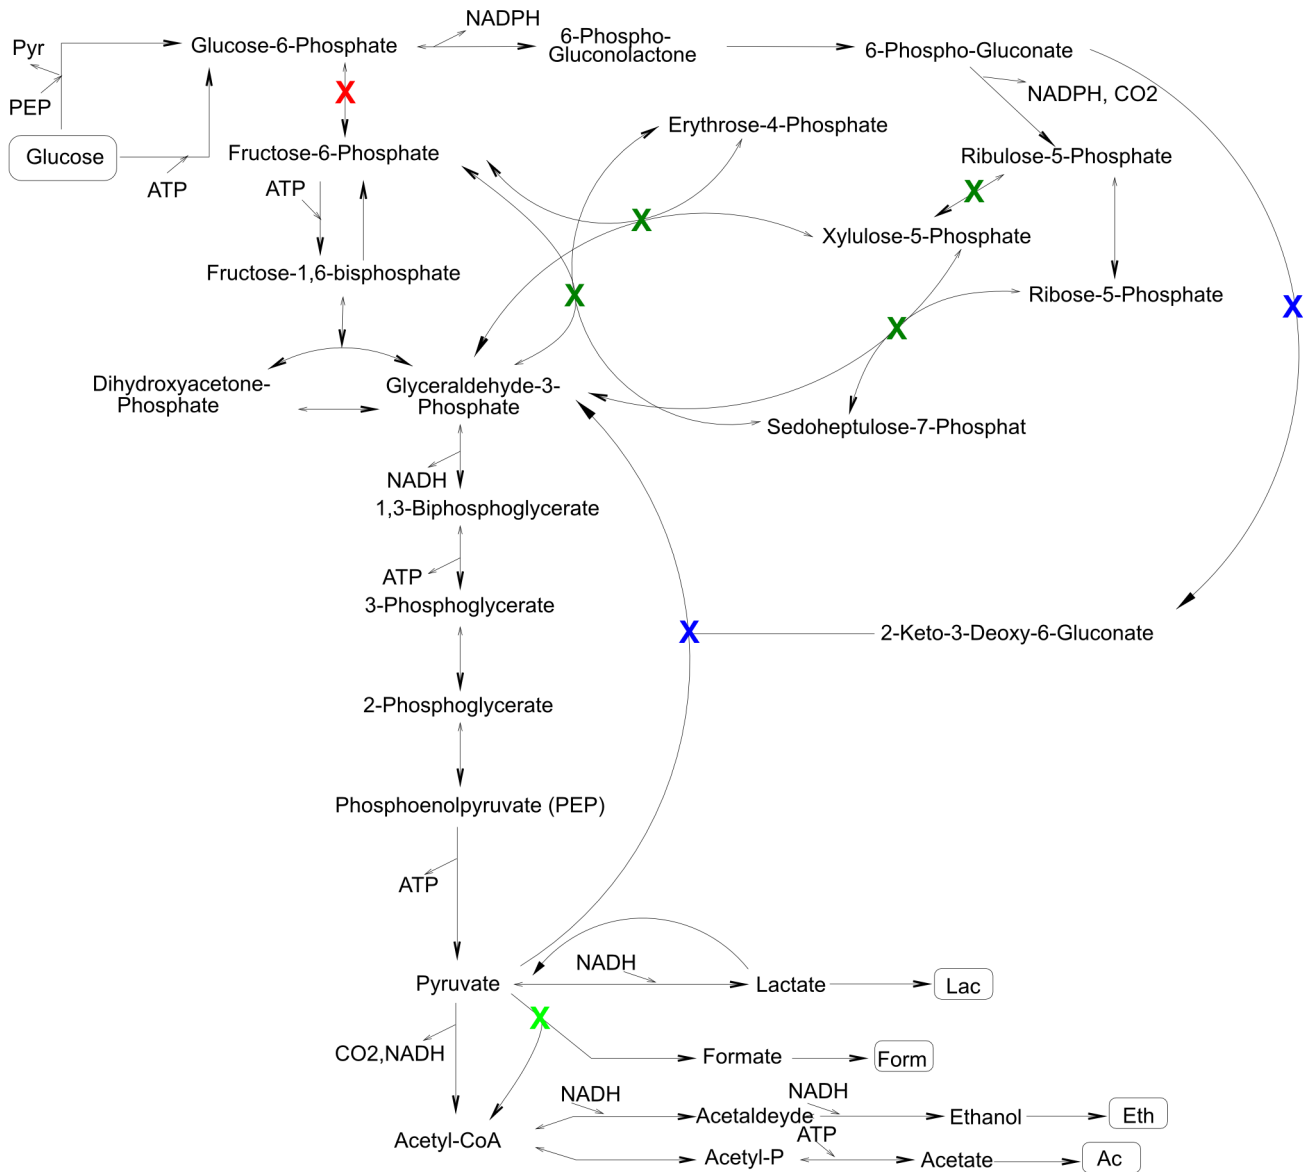 NADPH
Pyr
Glucose-6-Phosphate
6-Phospho-
Gluconolactone
6-Phospho-Gluconate
PEP
X
NADPH, CO2
Glucose
Fructose-6-Phosphate
Erythrose-4-Phosphate
Ribulose-5-Phosphate
ATP
ATP
X
X
Xylulose-5-Phosphate
Fructose-1,6-bisphosphate
X
Ribose-5-Phosphate
X
X
Dihydroxyacetone-
Phosphate
Glyceraldehyde-3-
Phosphate
Sedoheptulose-7-Phosphat
NADH
1,3-Biphosphoglycerate
ATP
3-Phosphoglycerate
X
2-Keto-3-Deoxy-6-Gluconate
2-Phosphoglycerate
Phosphoenolpyruvate (PEP)
ATP
NADH
Pyruvate
Lactate
Lac
X
CO2,NADH
Formate
Form
NADH
NADH
Acetaldeyde
Ethanol
Eth
Acetyl-CoA
ATP
Acetyl-P
Acetate
Ac